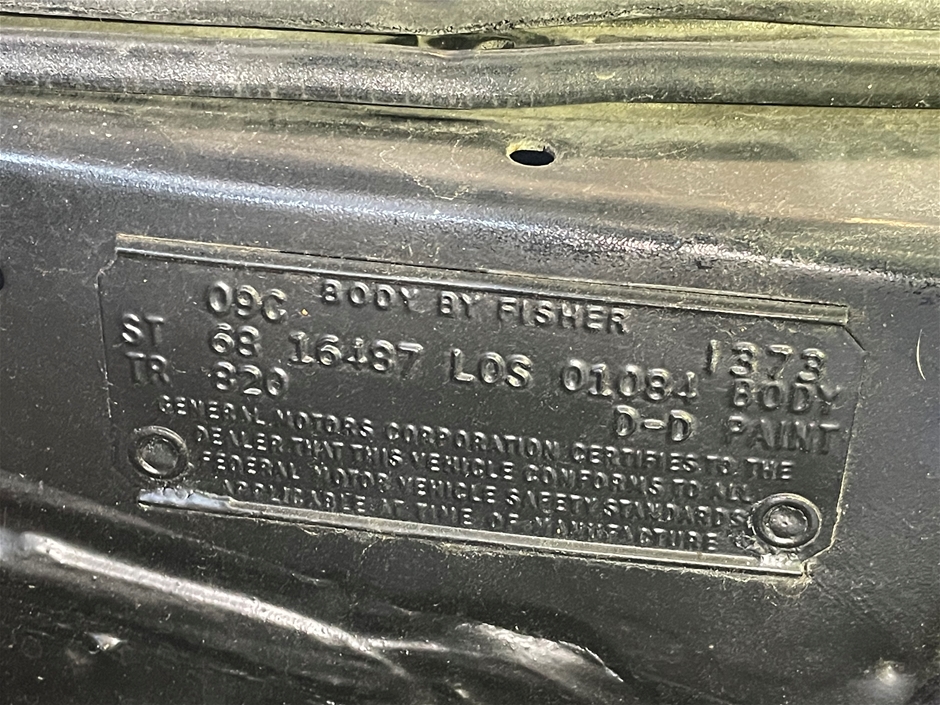 09C BODY BY FISHER
ST 68 16487 LOS 01084 BODY
TR 820 D-D PAINT
1373
GENERAL MOTORS CORPORATION CERTIFIES TO THE
DEALER THAT THIS VEHICLE CONFORMS TO ALL
FEDERAL MOTOR VEHICLE SAFETY STANDARDS
APPLICABLE AT TIME OF MANUFACTURE